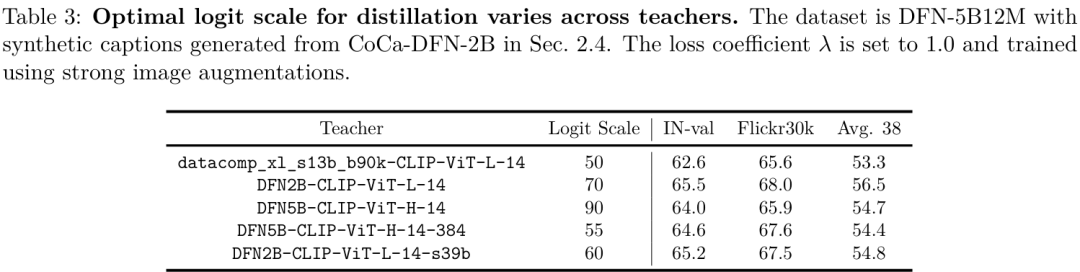 Table 3: Optimal logit scale for distillation varies across teachers. The dataset is DFN-5B12M with
synthetic captions generated from CoCa-DFN-2B in Sec. 2.4. The loss coefficient λ is set to 1.0 and trained
using strong image augmentations.
Teacher Logit Scale IN-val Flickr30k Avg. 38
datacomp_xl_s13b_b90k-CLIP-ViT-L-14 50 62.6 65.6 53.3
DFN2B-CLIP-ViT-L-14 70 65.5 68.0 56.5
DFN5B-CLIP-ViT-H-14 90 64.0 65.9 54.7
DFN5B-CLIP-ViT-H-14-384 55 64.6 67.6 54.4
DFN2B-CLIP-ViT-L-14-s39b 60 65.2 67.5 54.8